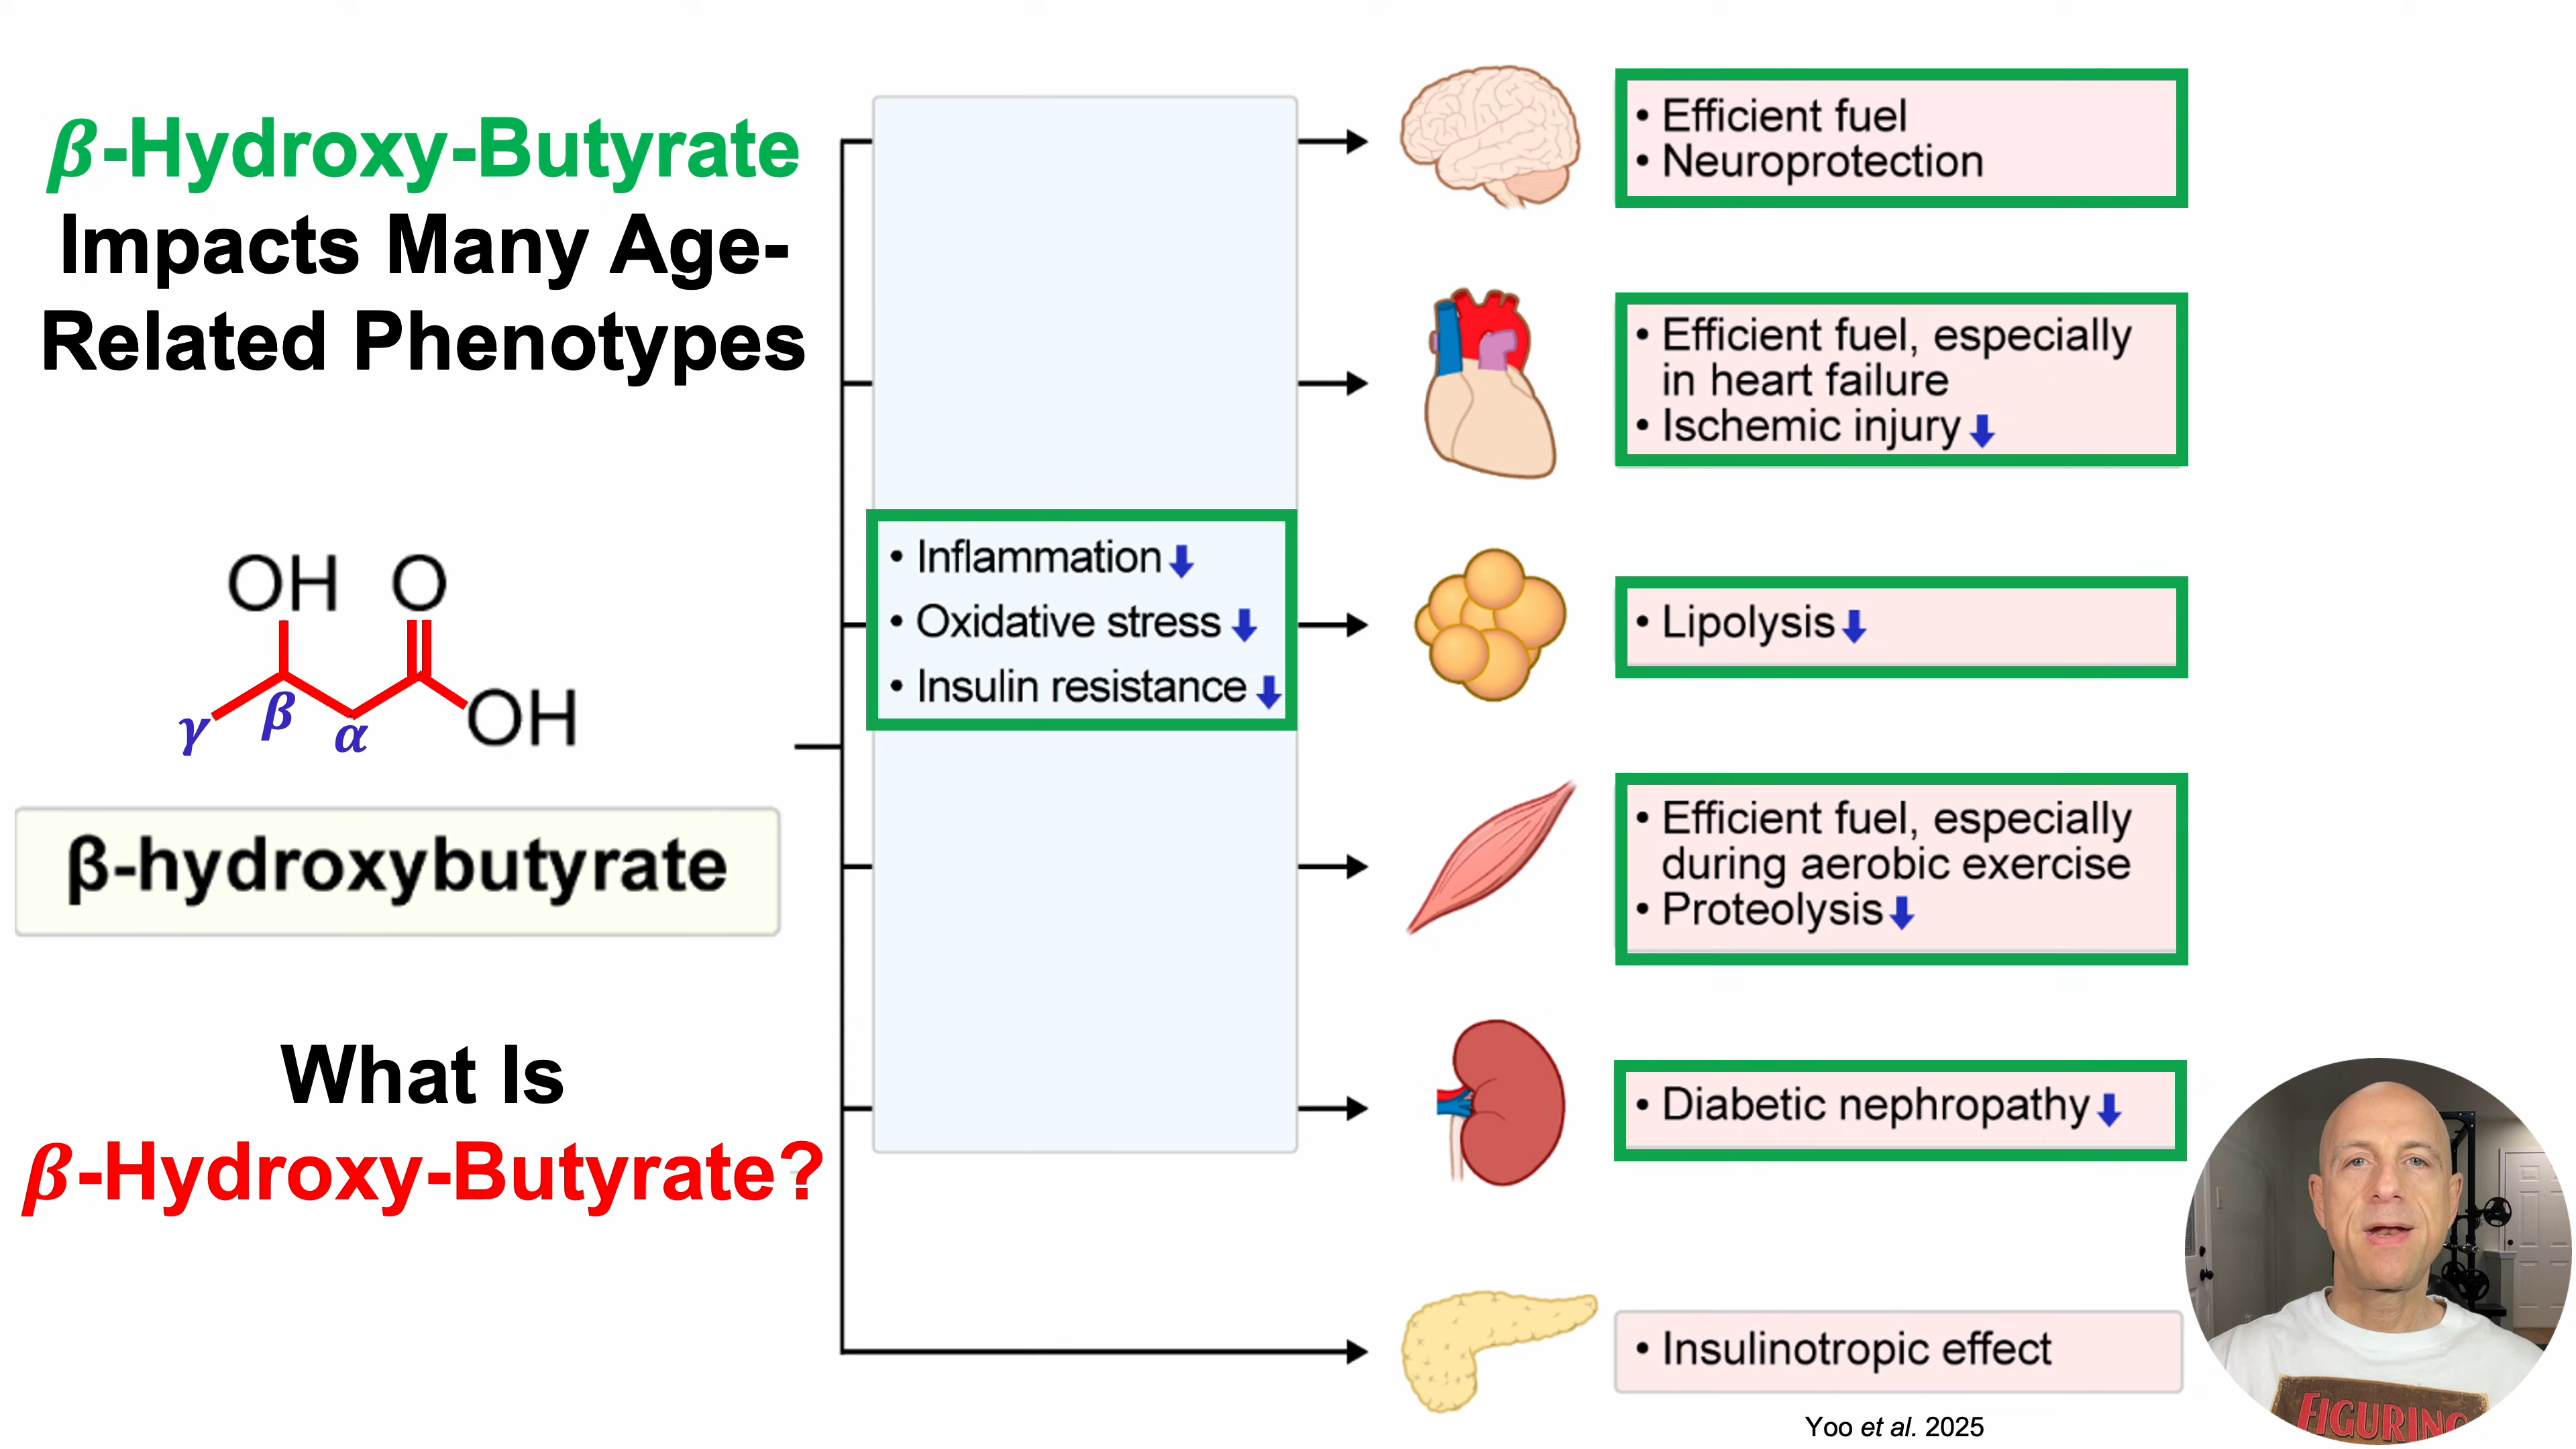 β-Hydroxy-Butyrate
Impacts Many Age-
Related Phenotypes
OH O
OH
γ β α
β-hydroxybutyrate
What Is
β-Hydroxy-Butyrate?
• Inflammation ⬇
• Oxidative stress ⬇
• Insulin resistance ⬇
• Efficient fuel
• Neuroprotection
• Efficient fuel, especially
in heart failure
• Ischemic injury ⬇
• Lipolysis ⬇
• Efficient fuel, especially
during aerobic exercise
• Proteolysis ⬇
• Diabetic nephropathy ⬇
• Insulinotropic effect
Yoo et al. 2025
FIGURING